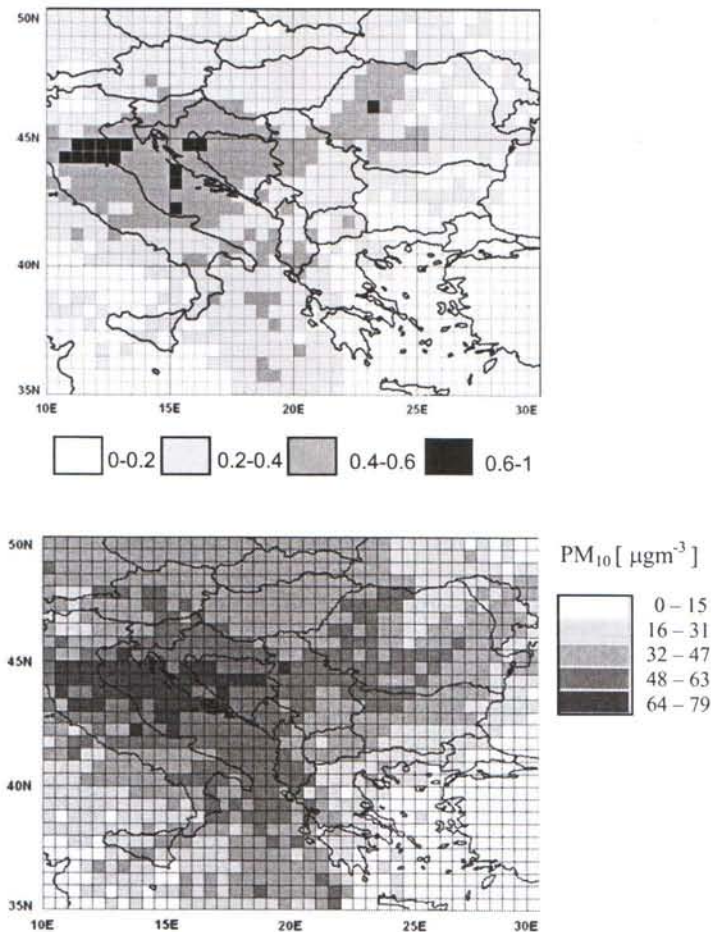 50N
45N
40N
35N
10E 15E 20E 25E 30E
0-0.2 0.2-0.4 0.4-0.6 0.6-1
50N
45N
40N
35N
10E 15E 20E 25E 30E
PM₁₀ [ µgm⁻³ ]
0 – 15
16 – 31
32 – 47
48 – 63
64 – 79